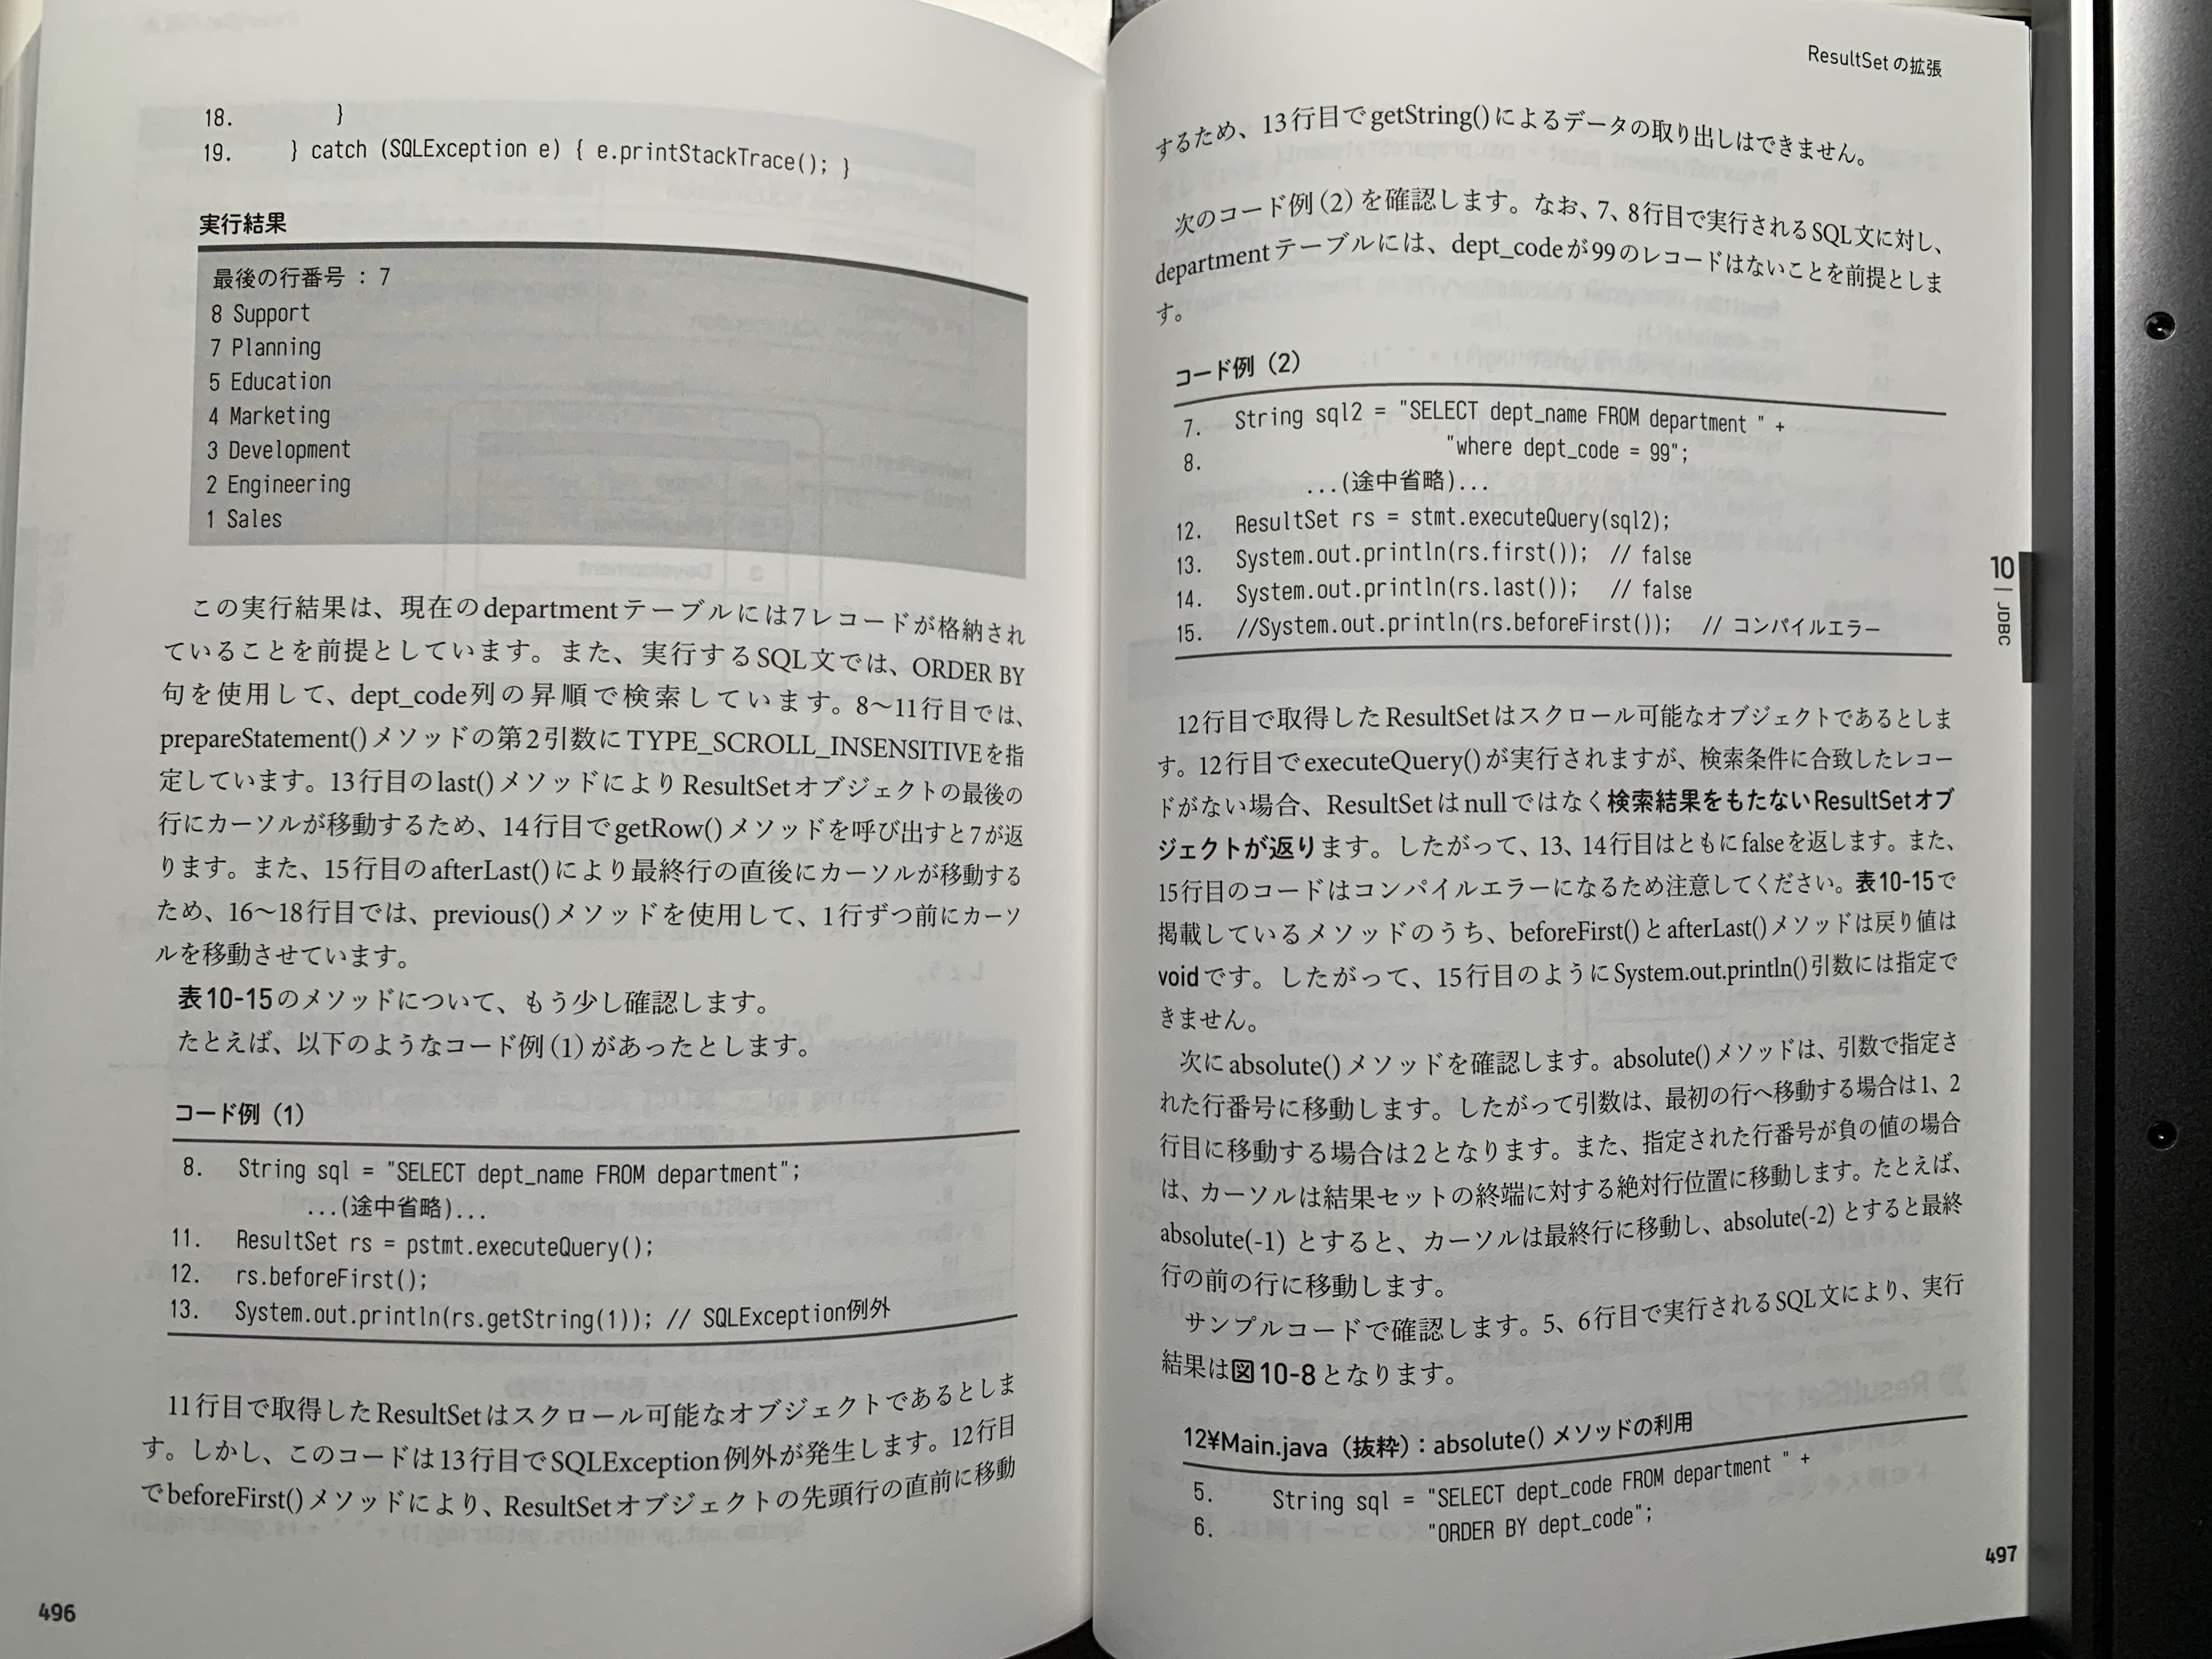 18. }
19. } catch (SQLException e) { e.printStackTrace(); }
実行結果
最後の行番号 : 7
8 Support
7 Planning
5 Education
4 Marketing
3 Development
2 Engineering
1 Sales
この実行結果は、現在のdepartmentテーブルには7レコードが格納され
ていることを前提としています。また、実行するSQL文では、ORDER BY
句を使用して、dept_code列の昇順で検索しています。8〜11行目では、
prepareStatement()メソッドの第2引数にTYPE_SCROLL_INSENSITIVEを指
定しています。13行目のlast()メソッドによりResultSetオブジェクトの最後の
行にカーソルが移動するため、14行目でgetRow()メソッドを呼び出すと7が返
ります。また、15行目のafterLast()により最終行の直後にカーソルが移動する
ため、16〜18行目では、previous()メソッドを使用して、1行ずつ前にカーソ
ルを移動させています。
表10-15のメソッドについて、もう少し確認します。
たとえば、以下のようなコード例(1)があったとします。
コード例(1)
8. String sql = "SELECT dept_name FROM department";
...(途中省略)...
11. ResultSet rs = pstmt.executeQuery();
12. rs.beforeFirst();
13. System.out.println(rs.getString(1)); // SQLException例外
11行目で取得したResultSetはスクロール可能なオブジェクトであるとしま
す。しかし、このコードは13行目でSQLException例外が発生します。12行目
でbeforeFirst()メソッドにより、ResultSetオブジェクトの先頭行の直前に移動
496
ResultSetの拡張
するため、13行目でgetString()によるデータの取り出しはできません。
次のコード例(2)を確認します。なお、7、8行目で実行されるSQL文に対し、
departmentテーブルには、dept_codeが99のレコードはないことを前提としま
す。
コード例(2)
7. String sql2 = "SELECT dept_name FROM department " +
8. "where dept_code = 99";
...(途中省略)...
12. ResultSet rs = stmt.executeQuery(sql2);
13. System.out.println(rs.first()); // false
14. System.out.println(rs.last()); // false
15. //System.out.println(rs.beforeFirst()); // コンパイルエラー
12行目で取得したResultSetはスクロール可能なオブジェクトであるとしま
す。12行目でexecuteQuery()が実行されますが、検索条件に合致したレコー
ドがない場合、ResultSetはnullではなく検索結果をもたないResultSetオブ
ジェクトが返ります。したがって、13、14行目はともにfalseを返します。また、
15行目のコードはコンパイルエラーになるため注意してください。表10-15で
掲載しているメソッドのうち、beforeFirst()とafterLast()メソッドは戻り値は
voidです。したがって、15行目のようにSystem.out.println()引数には指定で
きません。
次にabsolute()メソッドを確認します。absolute()メソッドは、引数で指定さ
れた行番号に移動します。したがって引数は、最初の行へ移動する場合は1、2
行目に移動する場合は2となります。また、指定された行番号が負の値の場合
は、カーソルは結果セットの終端に対する絶対行位置に移動します。たとえば、
absolute(-1) とすると、カーソルは最終行に移動し、absolute(-2) とすると最終
行の前の行に移動します。
サンプルコードで確認します。5、6行目で実行されるSQL文により、実行
結果は図10-8となります。
12¥Main.java(抜粋):absolute()メソッドの利用
5. String sql = "SELECT dept_code FROM department " +
6. "ORDER BY dept_code";
10 | JDBC
497